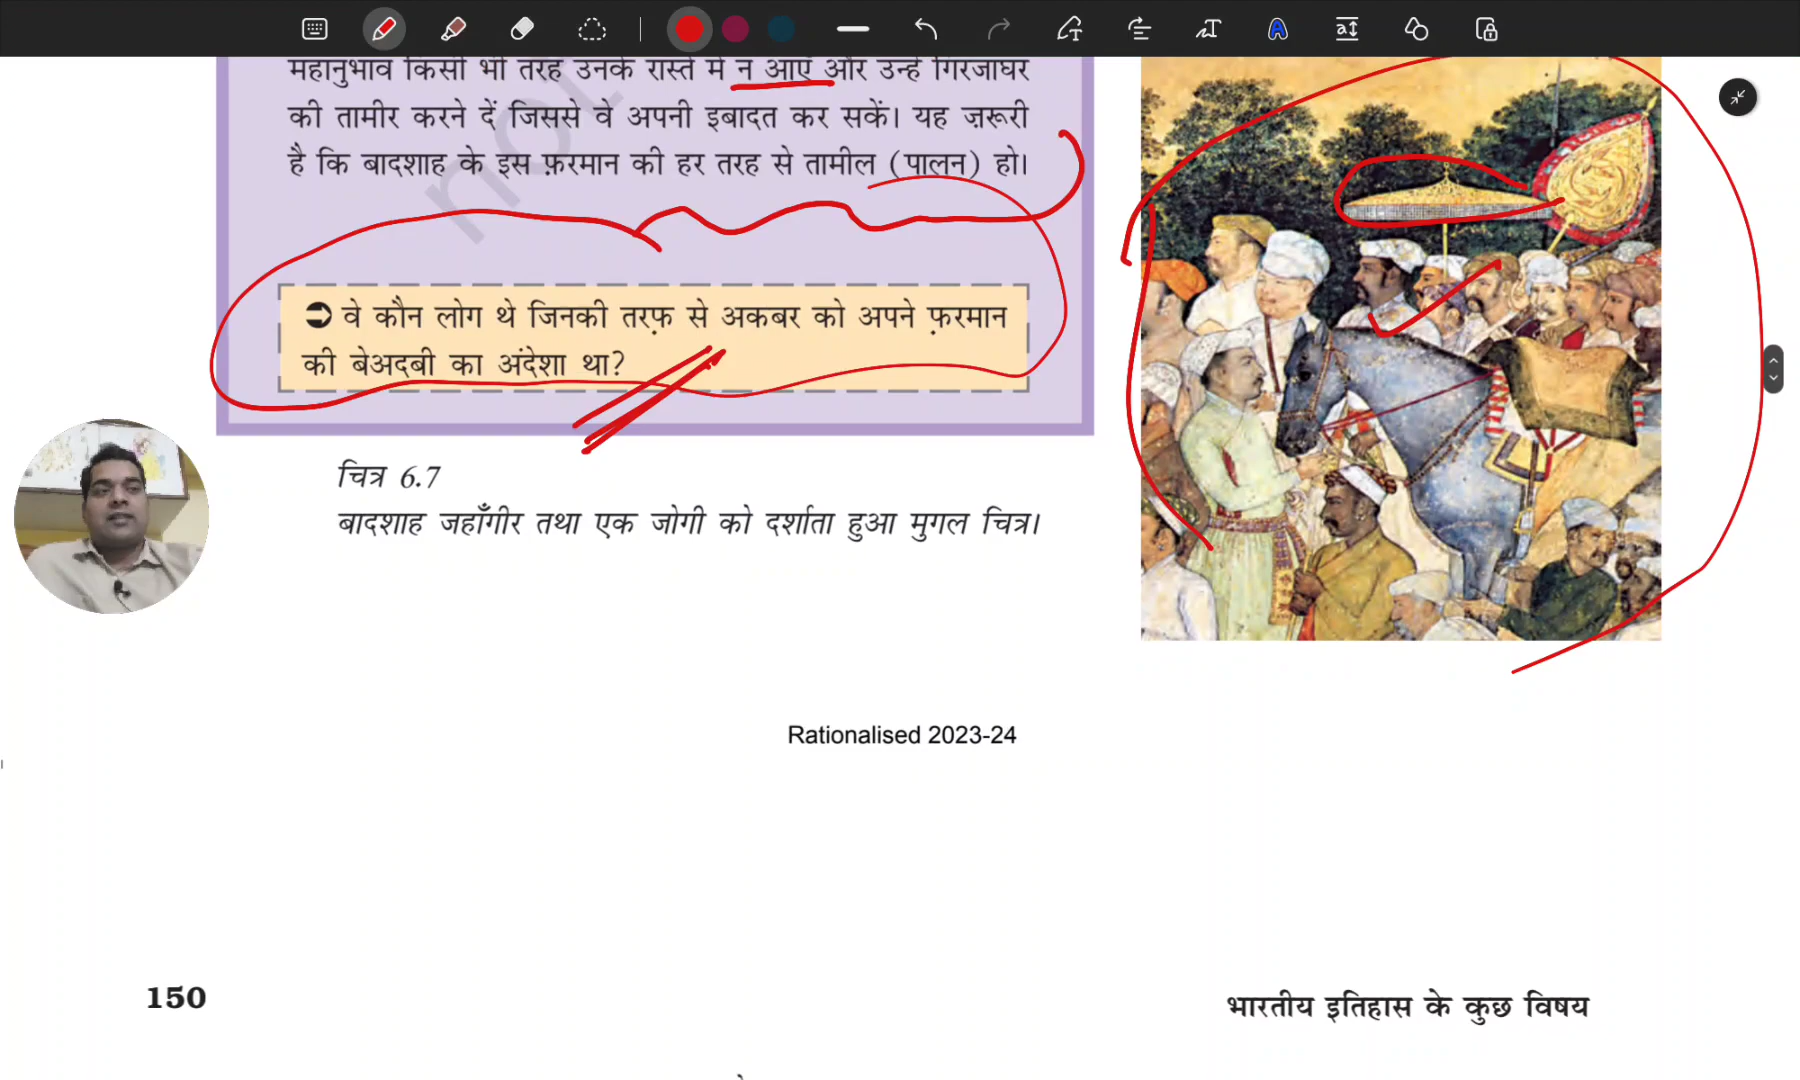 महानुभाव किसी भी तरह उनके रास्ते में न आएं और उन्हें गिरजाघर
की तामीर करने दें जिससे वे अपनी इबादत कर सकें। यह ज़रूरी
है कि बादशाह के इस फ़रमान की हर तरह से तामील (पालन) हो।
not
➲ वे कौन लोग थे जिनकी तरफ़ से अकबर को अपने फ़रमान
की बेअदबी का अंदेशा था?
चित्र 6.7
बादशाह जहाँगीर तथा एक जोगी को दर्शाता हुआ मुगल चित्र।
Rationalised 2023-24
150
भारतीय इतिहास के कुछ विषय